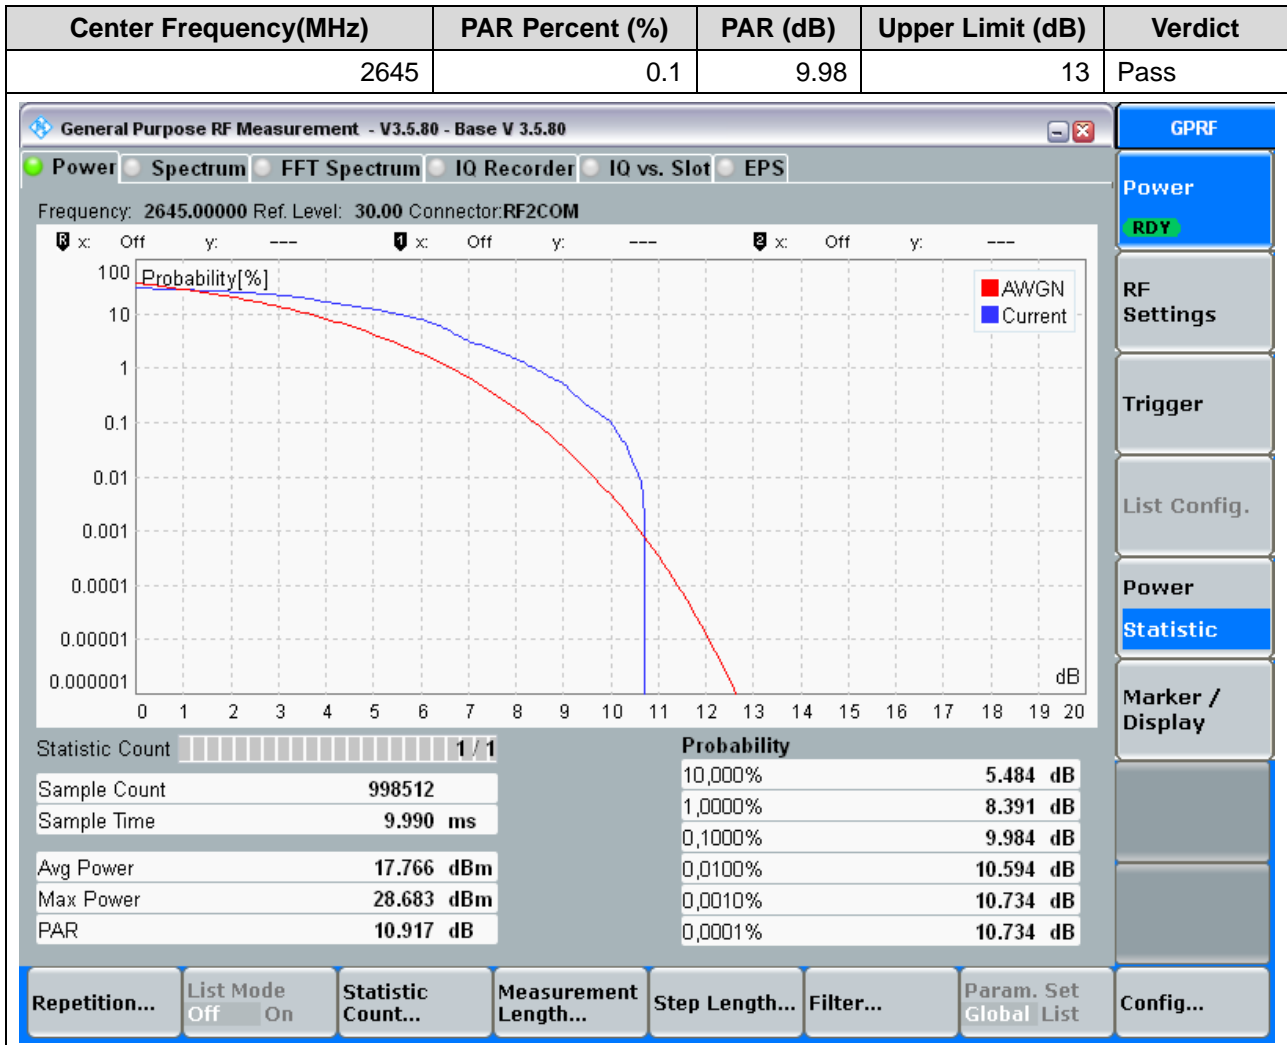 Center Frequency(MHz) PAR Percent (%) PAR (dB) Upper Limit (dB) Verdict
2645 0.1 9.98 13 Pass
General Purpose RF Measurement - V3.5.80 - Base V 3.5.80
GPRF
Power Spectrum FFT Spectrum IQ Recorder IQ vs. Slot EPS
Frequency: 2645.00000 Ref. Level: 30.00 Connector:RF2COM
R x: Off y: --- 1 x: Off y: --- 2 x: Off y: ---
Probability[%]
AWGN
Current
100
10
1
0.1
0.01
0.001
0.0001
0.00001
0.000001
dB
0 1 2 3 4 5 6 7 8 9 10 11 12 13 14 15 16 17 18 19 20
Statistic Count 1 / 1
Sample Count 998512
Sample Time 9.990 ms
Avg Power 17.766 dBm
Max Power 28.683 dBm
PAR 10.917 dB
Probability
10,000% 5.484 dB
1,0000% 8.391 dB
0,1000% 9.984 dB
0,0100% 10.594 dB
0,0010% 10.734 dB
0,0001% 10.734 dB
Power
RDY
RF
Settings
Trigger
List Config.
Power
Statistic
Marker /
Display
Repetition...
List Mode
Off On
Statistic
Count...
Measurement
Length...
Step Length...
Filter...
Param. Set
Global List
Config...